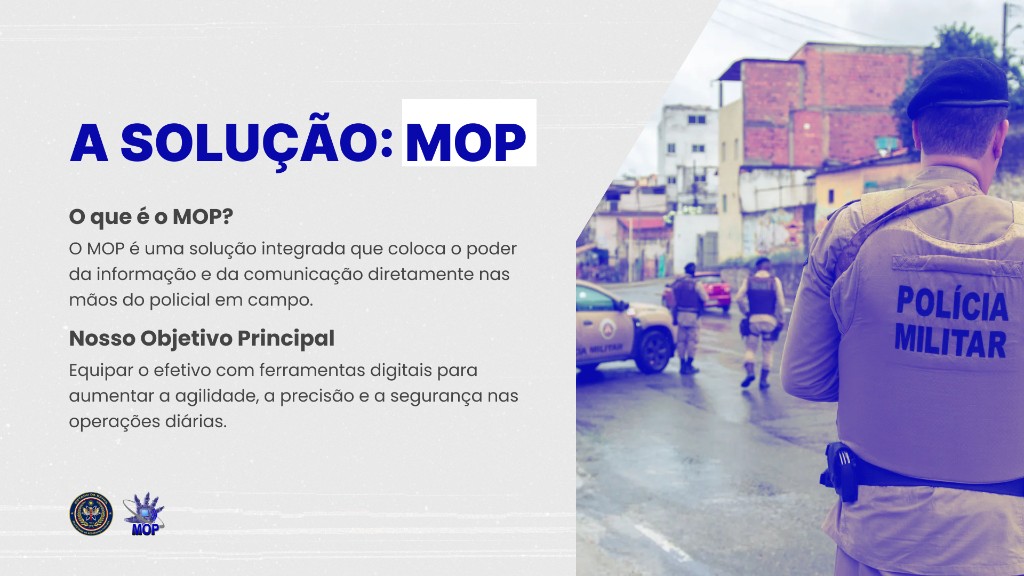 A SOLUÇÃO: MOP
O que é o MOP?
O MOP é uma solução integrada que coloca o poder
da informação e da comunicação diretamente nas
mãos do policial em campo.
Nosso Objetivo Principal
Equipar o efetivo com ferramentas digitais para
aumentar a agilidade, a precisão e a segurança nas
operações diárias.
MOP
POLÍCIA
MILITAR
MILITAR